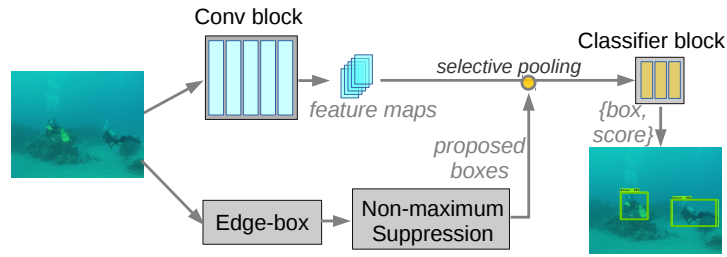 Conv block
Classifier block
selective pooling
feature maps
{box,
score}
proposed
boxes
Edge-box
Non-maximum
Suppression